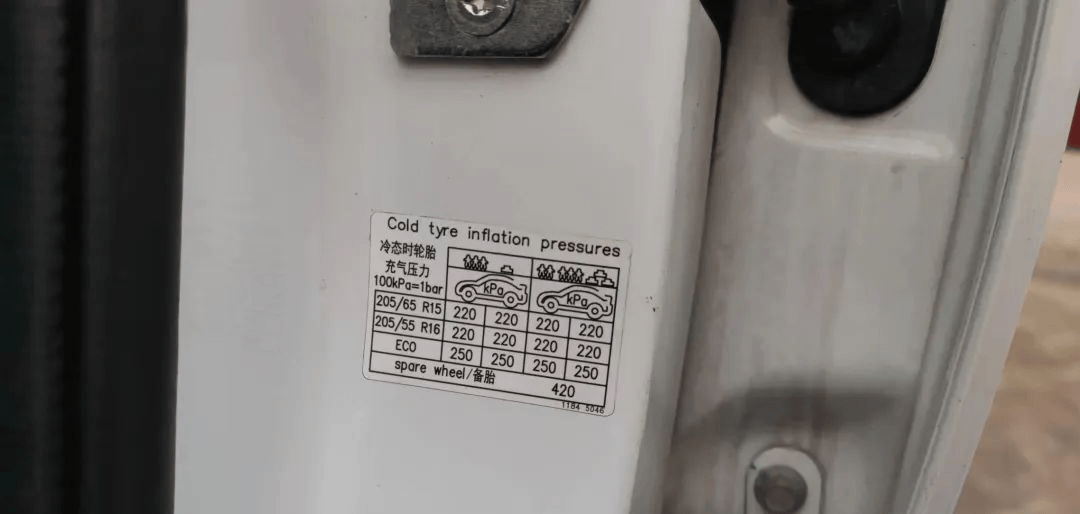 Cold tyre inflation pressures
冷态时轮胎
充气压力
100kPa=1bar
kPa kPa
205/65 R15 220 220 220 220
205/55 R16 220 220 220 220
ECO 250 250 250 250
spare wheel/备胎 420
1184 5046